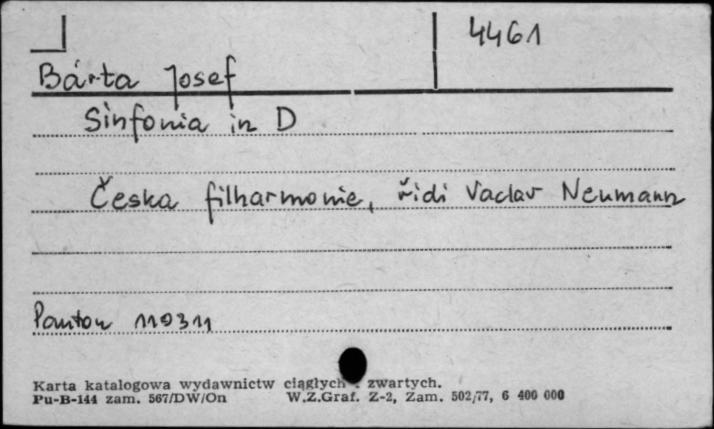 4461
Bárta Josef
Sinfonia in D
Česka filharmonie, řidi Vaclav Neumann
Panton 110311
Karta katalogowa wydawnictw ciągłych i zwartych.
Pu-B-144 zam. 567/DW/On W.Z.Graf. Z-2, Zam. 502/77, 6 400 000